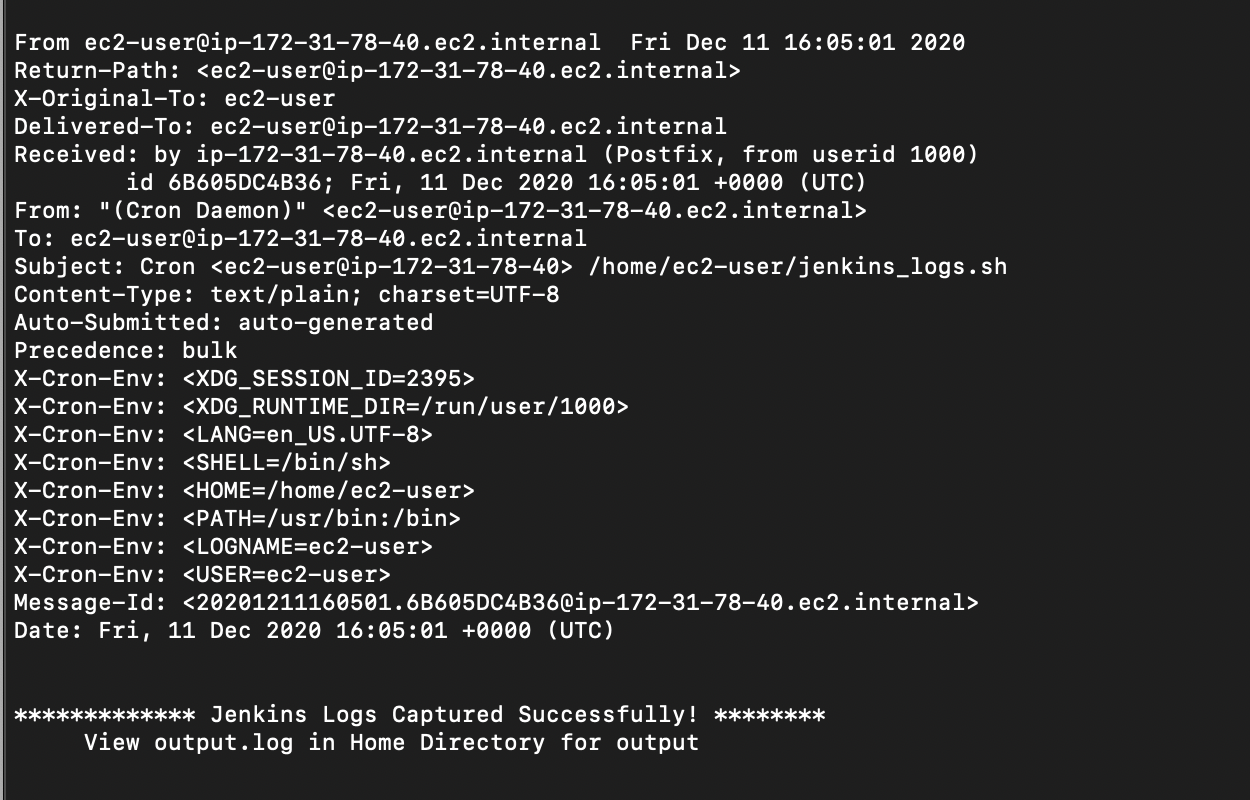 From ec2-user@ip-172-31-78-40.ec2.internal  Fri Dec 11 16:05:01 2020
Return-Path: <ec2-user@ip-172-31-78-40.ec2.internal>
X-Original-To: ec2-user
Delivered-To: ec2-user@ip-172-31-78-40.ec2.internal
Received: by ip-172-31-78-40.ec2.internal (Postfix, from userid 1000)
        id 6B605DC4B36; Fri, 11 Dec 2020 16:05:01 +0000 (UTC)
From: "(Cron Daemon)" <ec2-user@ip-172-31-78-40.ec2.internal>
To: ec2-user@ip-172-31-78-40.ec2.internal
Subject: Cron <ec2-user@ip-172-31-78-40> /home/ec2-user/jenkins_logs.sh
Content-Type: text/plain; charset=UTF-8
Auto-Submitted: auto-generated
Precedence: bulk
X-Cron-Env: <XDG_SESSION_ID=2395>
X-Cron-Env: <XDG_RUNTIME_DIR=/run/user/1000>
X-Cron-Env: <LANG=en_US.UTF-8>
X-Cron-Env: <SHELL=/bin/sh>
X-Cron-Env: <HOME=/home/ec2-user>
X-Cron-Env: <PATH=/usr/bin:/bin>
X-Cron-Env: <LOGNAME=ec2-user>
X-Cron-Env: <USER=ec2-user>
Message-Id: <20201211160501.6B605DC4B36@ip-172-31-78-40.ec2.internal>
Date: Fri, 11 Dec 2020 16:05:01 +0000 (UTC)
************* Jenkins Logs Captured Successfully! ********
     View output.log in Home Directory for output